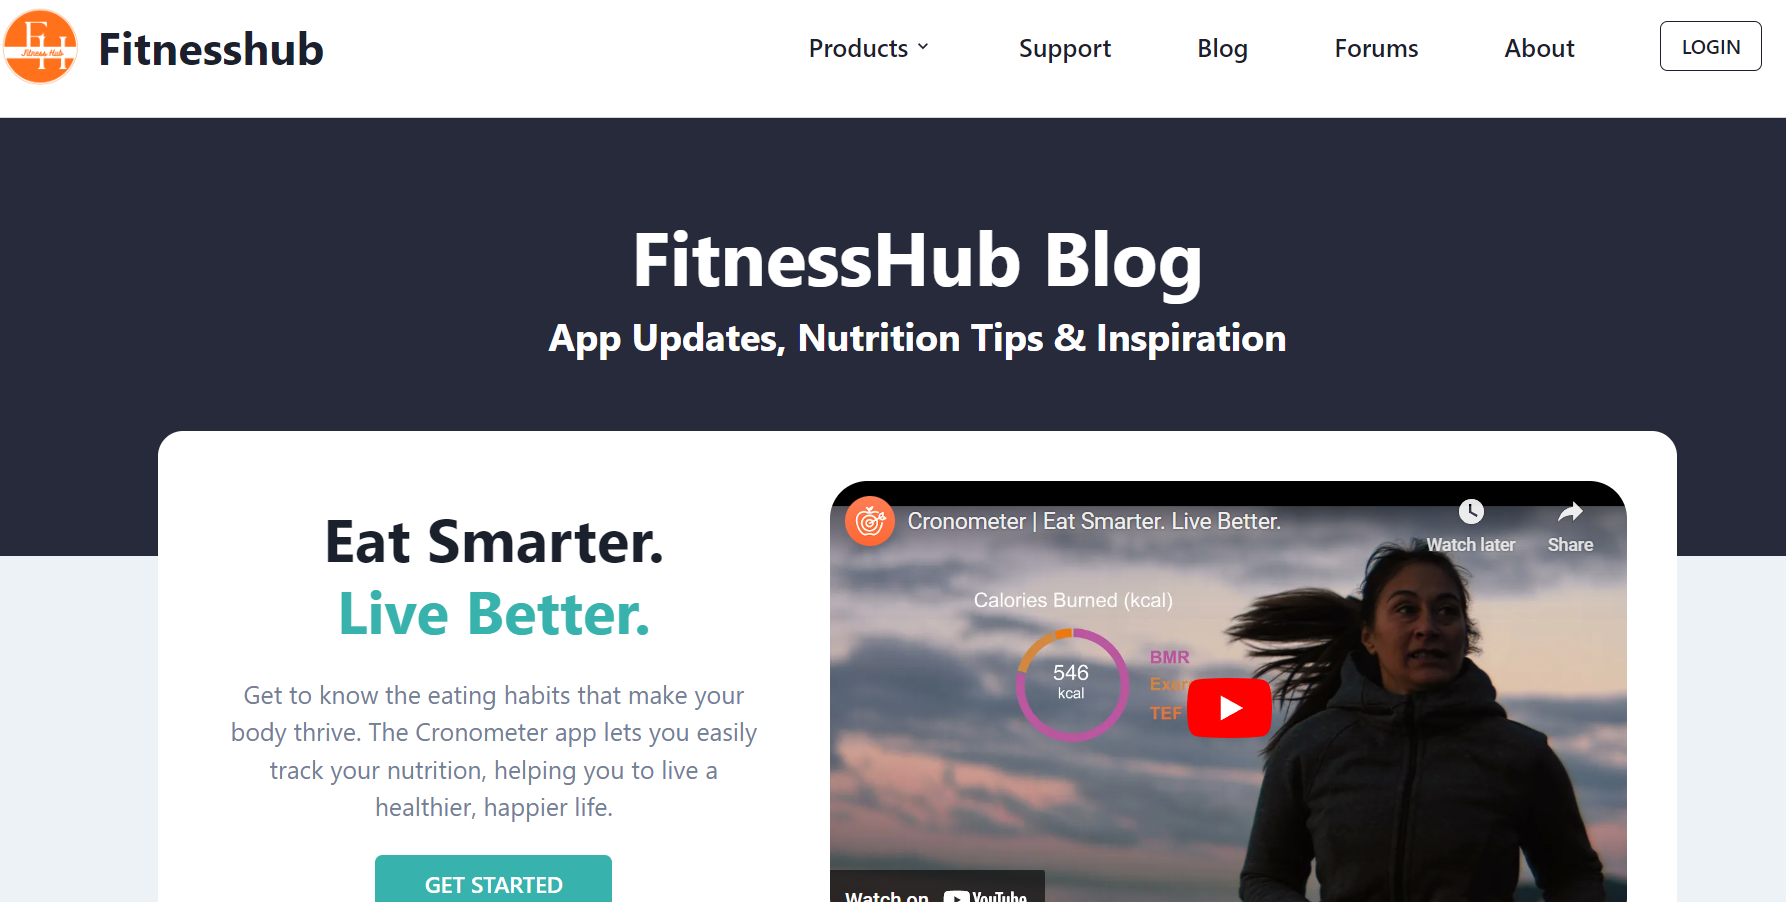 FH
Fitness Hub
Fitnesshub
Products
Support
Blog
Forums
About
LOGIN
FitnessHub Blog
App Updates, Nutrition Tips & Inspiration
Eat Smarter.
Live Better.
Get to know the eating habits that make your
body thrive. The Cronometer app lets you easily
track your nutrition, helping you to live a
healthier, happier life.
GET STARTED
Cronometer | Eat Smarter. Live Better.
Watch later
Share
Calories Burned (kcal)
546
kcal
BMR
TEF
Watch on YouTube